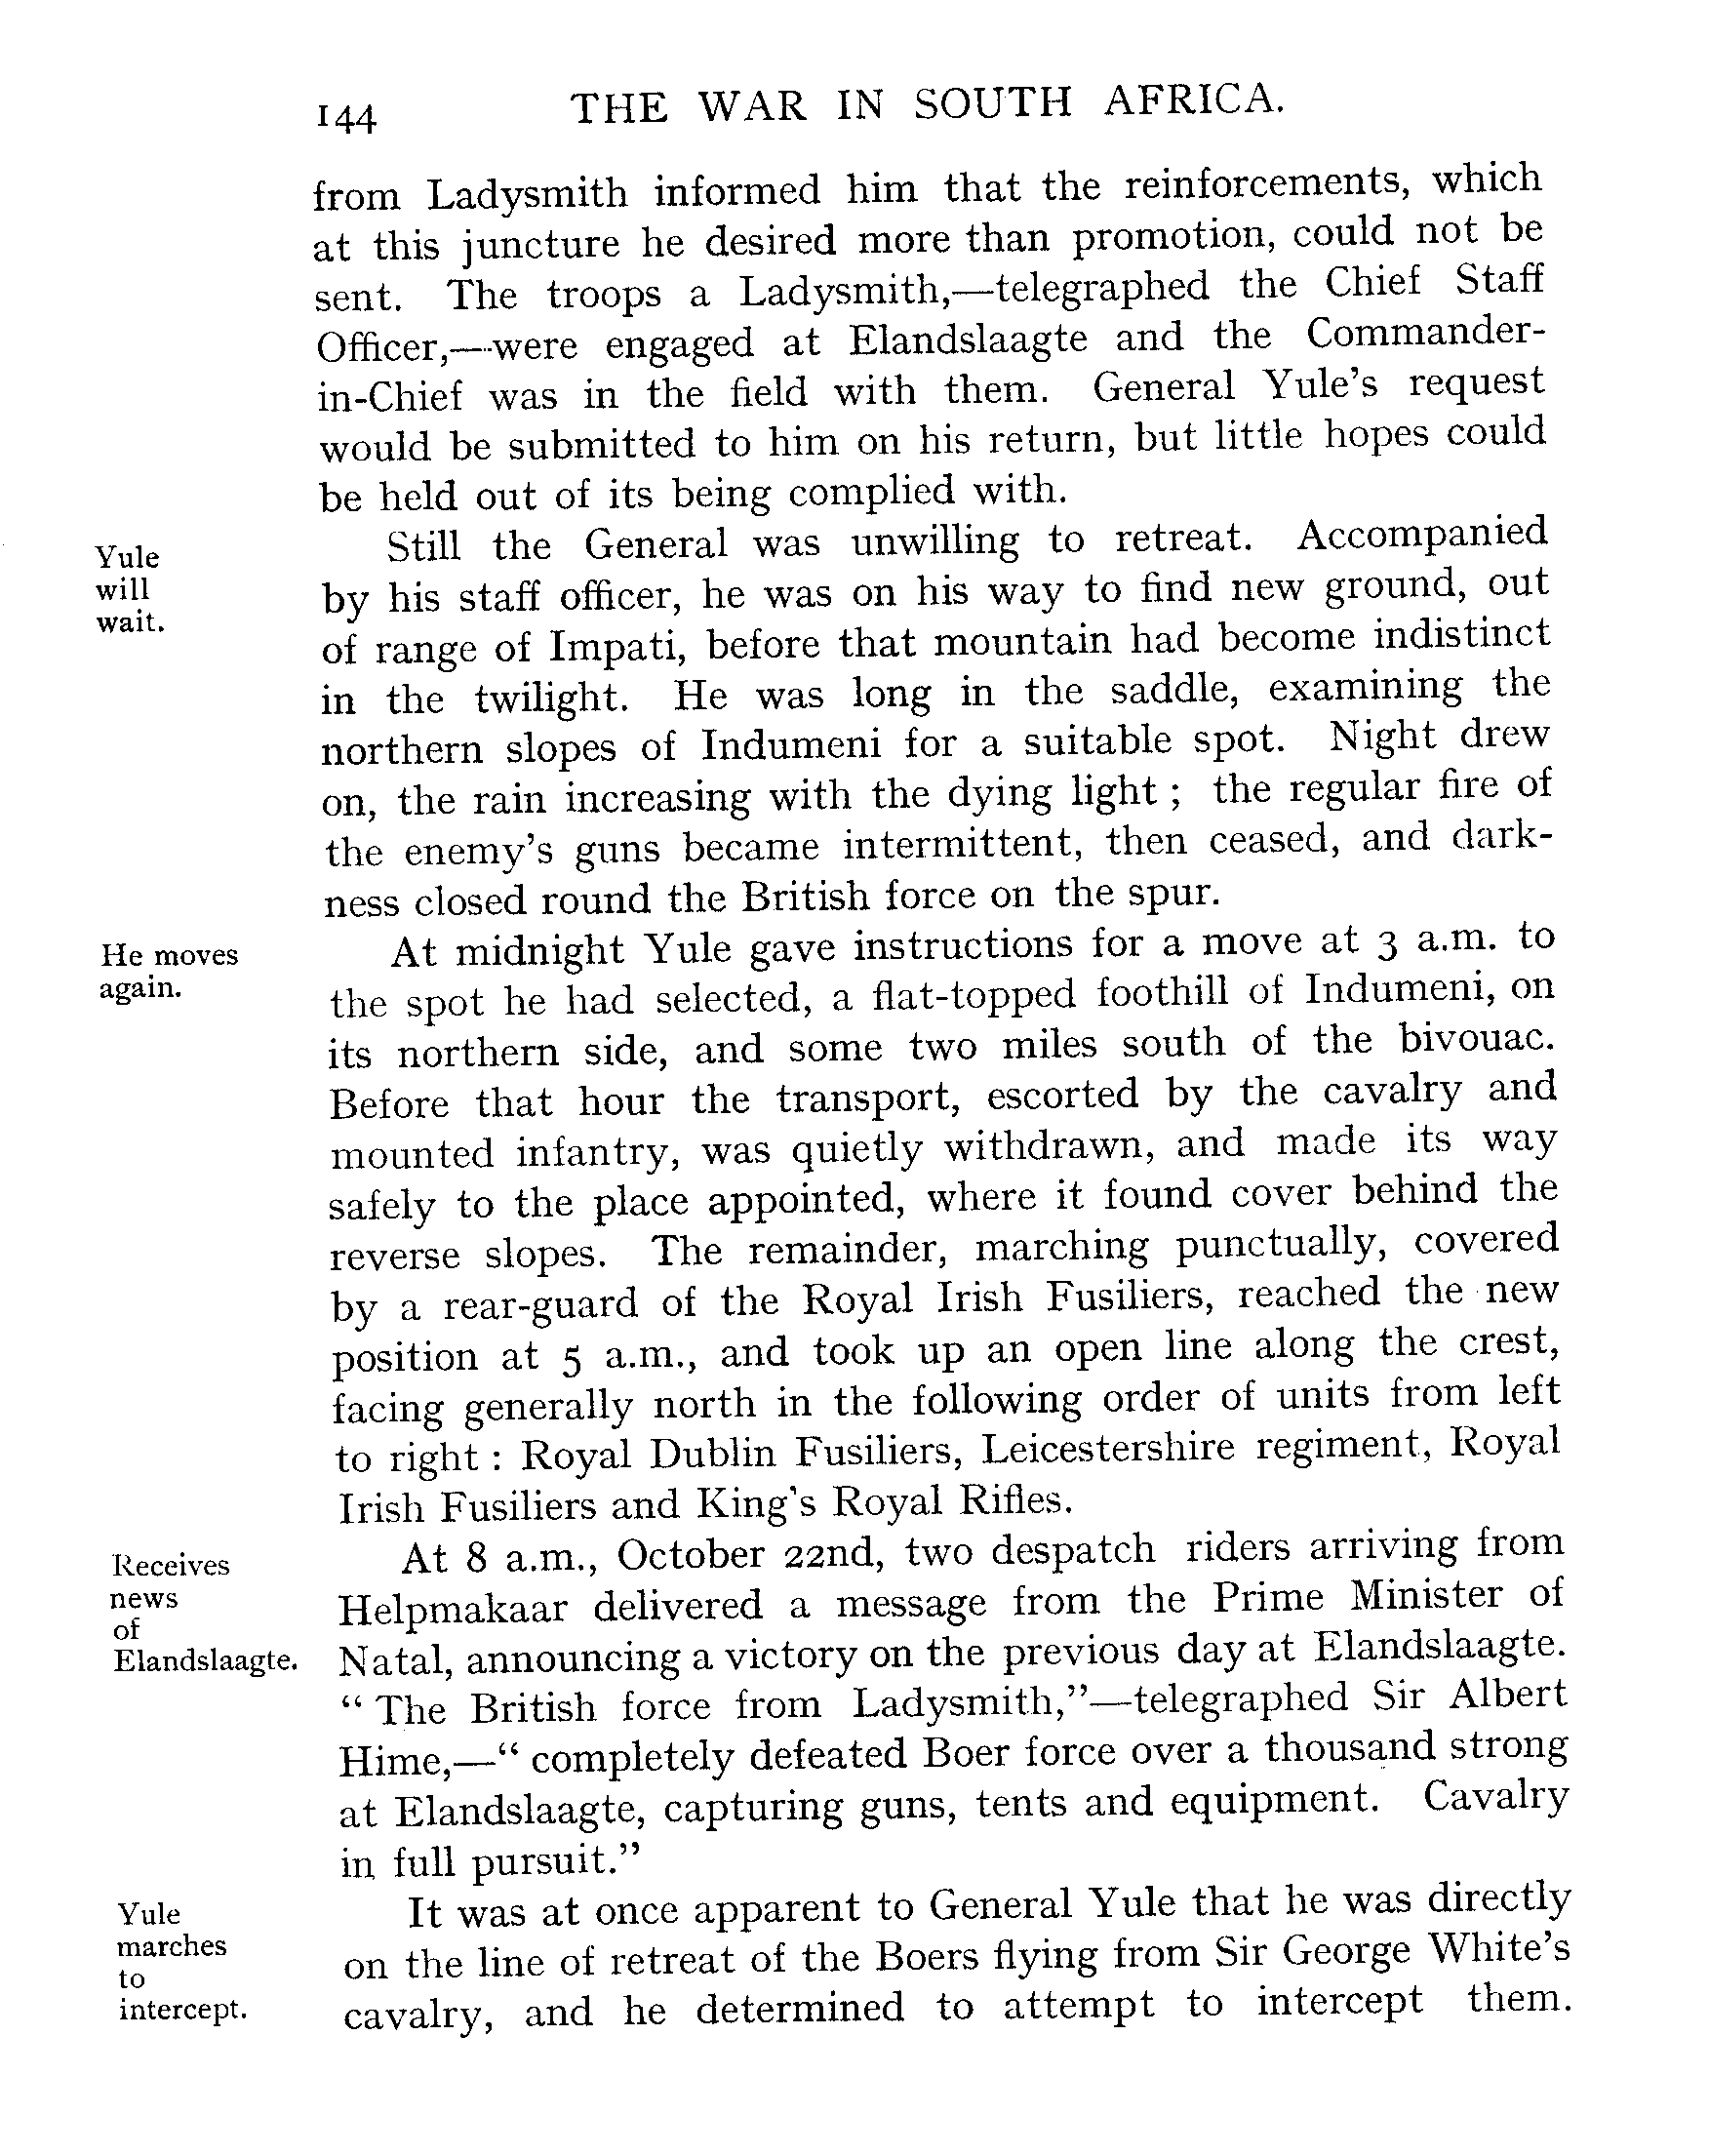 144 THE WAR IN SOUTH AFRICA.
from Ladysmith informed him that the reinforcements, which
at this juncture he desired more than promotion, could not be
sent. The troops a Ladysmith,—telegraphed the Chief Staff
Officer,—were engaged at Elandslaagte and the Commander-
in-Chief was in the field with them. General Yule's request
would be submitted to him on his return, but little hopes could
be held out of its being complied with.
Yule
will
wait.
Still the General was unwilling to retreat. Accompanied
by his staff officer, he was on his way to find new ground, out
of range of Impati, before that mountain had become indistinct
in the twilight. He was long in the saddle, examining the
northern slopes of Indumeni for a suitable spot. Night drew
on, the rain increasing with the dying light ; the regular fire of
the enemy's guns became intermittent, then ceased, and dark-
ness closed round the British force on the spur.
He moves
again.
At midnight Yule gave instructions for a move at 3 a.m. to
the spot he had selected, a flat-topped foothill of Indumeni, on
its northern side, and some two miles south of the bivouac.
Before that hour the transport, escorted by the cavalry and
mounted infantry, was quietly withdrawn, and made its way
safely to the place appointed, where it found cover behind the
reverse slopes. The remainder, marching punctually, covered
by a rear-guard of the Royal Irish Fusiliers, reached the new
position at 5 a.m., and took up an open line along the crest,
facing generally north in the following order of units from left
to right : Royal Dublin Fusiliers, Leicestershire regiment, Royal
Irish Fusiliers and King's Royal Rifles.
Receives
news
of
Elandslaagte.
At 8 a.m., October 22nd, two despatch riders arriving from
Helpmakaar delivered a message from the Prime Minister of
Natal, announcing a victory on the previous day at Elandslaagte.
“ The British force from Ladysmith,”—telegraphed Sir Albert
Hime,—“ completely defeated Boer force over a thousand strong
at Elandslaagte, capturing guns, tents and equipment. Cavalry
in full pursuit.”
Yule
marches
to
intercept.
It was at once apparent to General Yule that he was directly
on the line of retreat of the Boers flying from Sir George White's
cavalry, and he determined to attempt to intercept them.